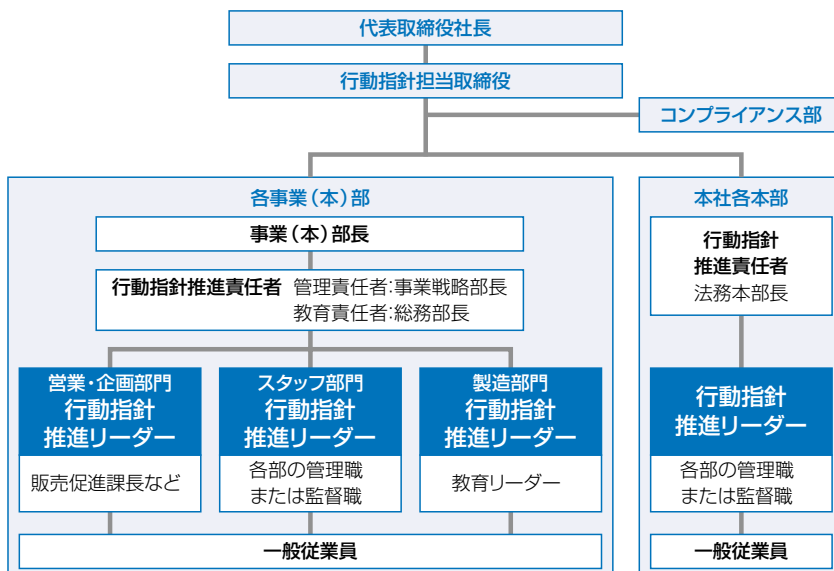 代表取締役社長
行動指針担当取締役
コンプライアンス部
各事業(本)部
事業(本)部長
行動指針推進責任者 管理責任者:事業戦略部長
教育責任者:総務部長
営業・企画部門
行動指針
推進リーダー
販売促進課長など
スタッフ部門
行動指針
推進リーダー
各部の管理職
または監督職
製造部門
行動指針
推進リーダー
教育リーダー
一般従業員
本社各本部
行動指針
推進責任者
法務本部長
行動指針
推進リーダー
各部の管理職
または監督職
一般従業員